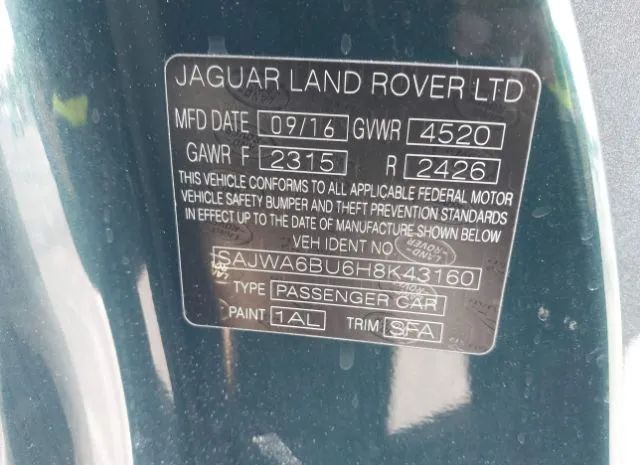 JAGUAR LAND ROVER LTD
MFD DATE 09/16 GVWR 4520
GAWR F 2315 R 2426
THIS VEHICLE CONFORMS TO ALL APPLICABLE FEDERAL MOTOR
VEHICLE SAFETY BUMPER AND THEFT PREVENTION STANDARDS
IN EFFECT UP TO THE DATE OF MANUFACTURE SHOWN BELOW
VEH IDENT NO
SAJWA6BU6H8K43160
TYPE PASSENGER CAR
PAINT 1AL TRIM SFA
LAND ROVER